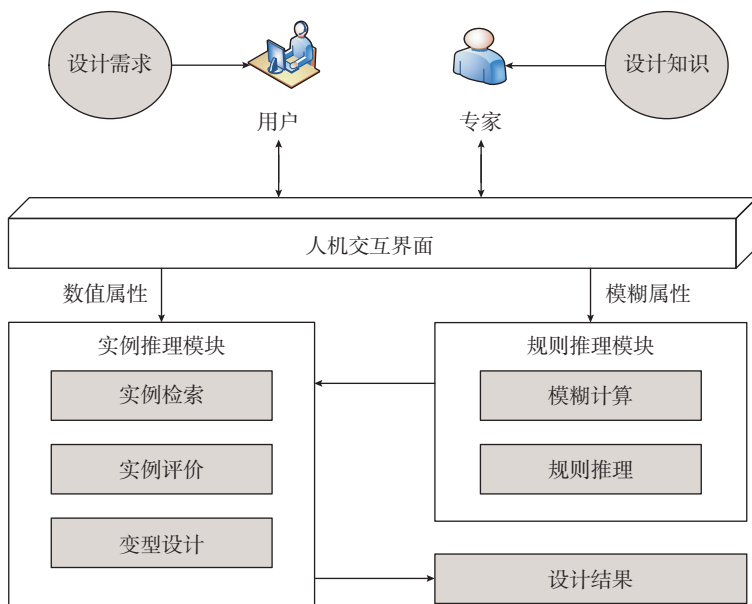 设计需求
设计知识
用户
专家
人机交互界面
数值属性
模糊属性
实例推理模块
实例检索
实例评价
变型设计
规则推理模块
模糊计算
规则推理
设计结果